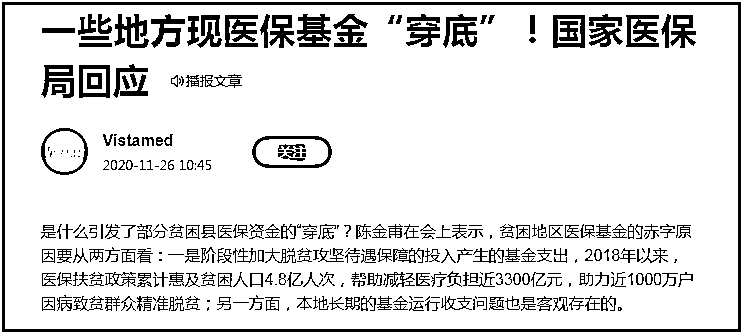 一些地方现医保基金“穿底”！国家医保
局回应 播报文章
Vistamed
2020-11-26 10:45
关注
是什么引发了部分贫困县医保资金的“穿底”？陈金甫在会上表示，贫困地区医保基金的赤字原
因要从两方面看：一是阶段性加大脱贫攻坚待遇保障的投入产生的基金支出，2018年以来，
医保扶贫政策累计惠及贫困人口4.8亿人次，帮助减轻医疗负担近3300亿元，助力近1000万户
因病致贫群众精准脱贫；另一方面，本地长期的基金运行收支问题也是客观存在的。